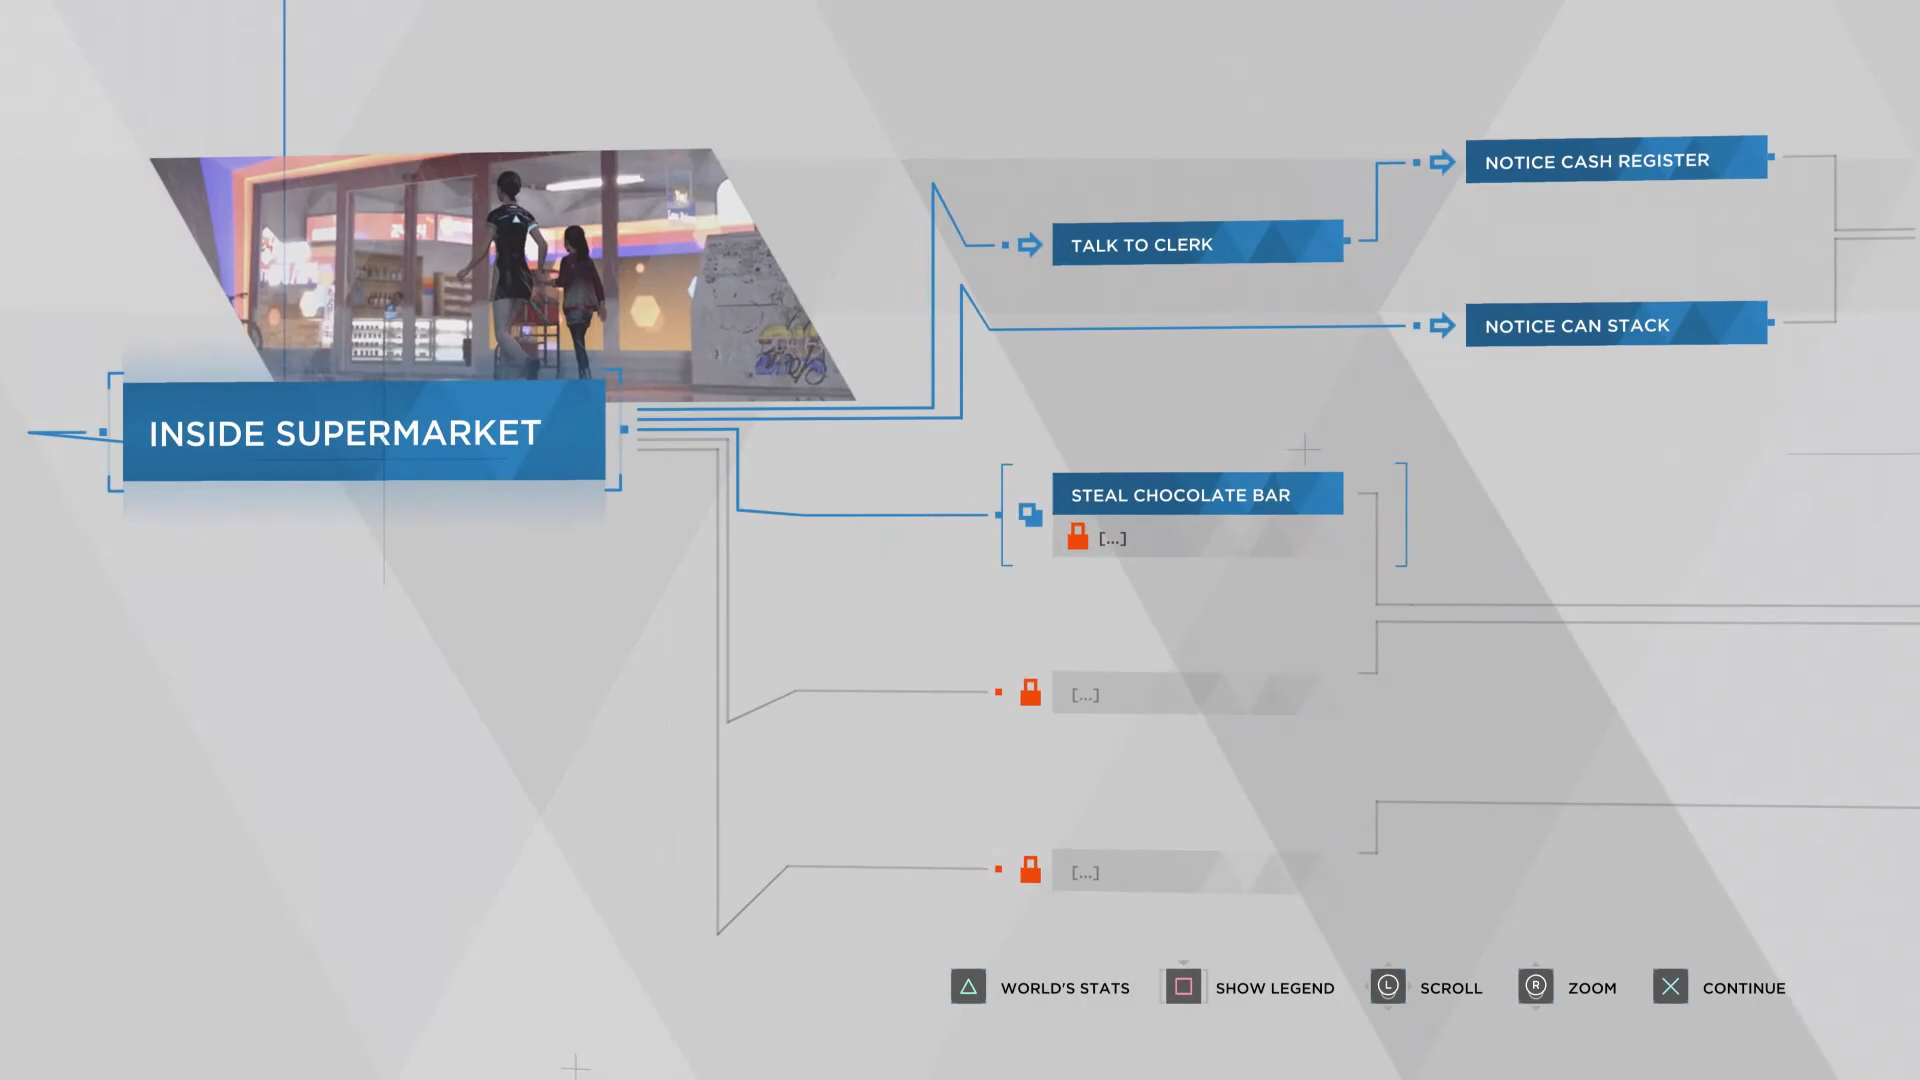 NOTICE CASH REGISTER
TALK TO CLERK
NOTICE CAN STACK
INSIDE SUPERMARKET
STEAL CHOCOLATE BAR
[...]
[...]
[...]
WORLD'S STATS
SHOW LEGEND
L
SCROLL
R
ZOOM
CONTINUE